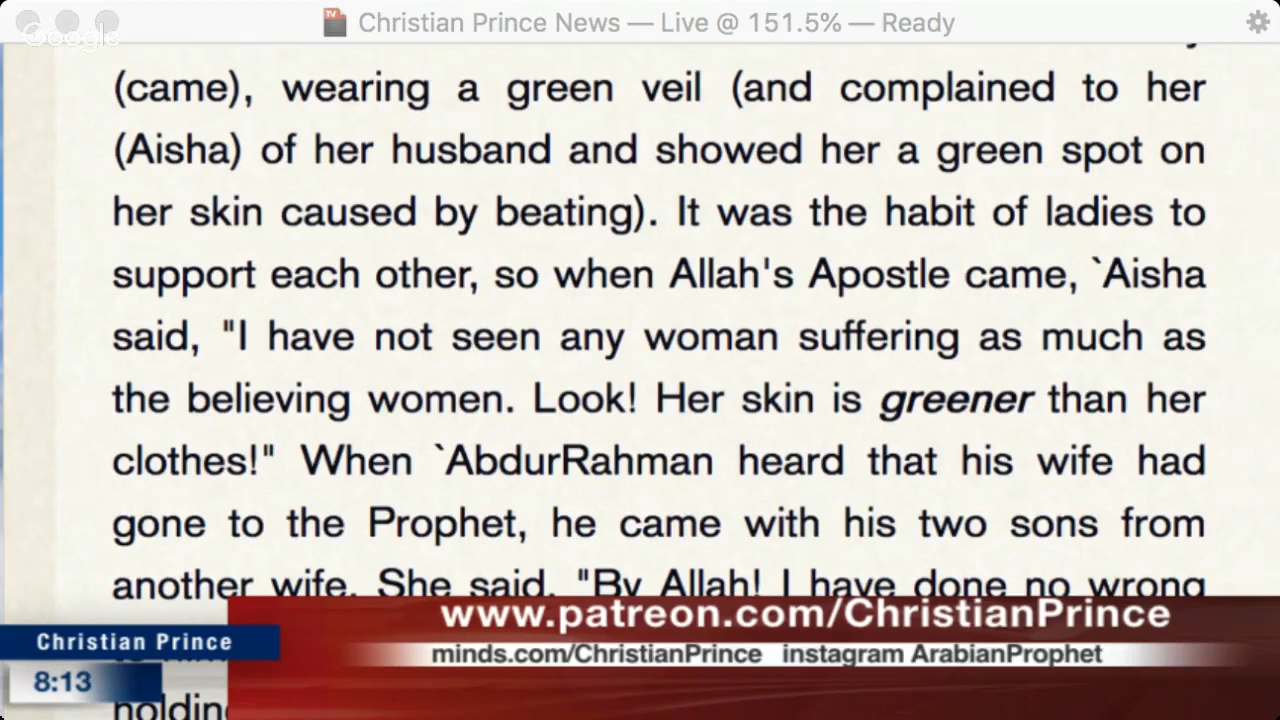 Christian Prince News — Live @ 151.5% — Ready
Google
(came), wearing a green veil (and complained to her
(Aisha) of her husband and showed her a green spot on
her skin caused by beating). It was the habit of ladies to
support each other, so when Allah's Apostle came, `Aisha
said, "I have not seen any woman suffering as much as
the believing women. Look! Her skin is greener than her
clothes!" When `AbdurRahman heard that his wife had
gone to the Prophet, he came with his two sons from
another wife. She said, "By Allah! I have done no wrong
www.patreon.com/ChristianPrince
Christian Prince
minds.com/ChristianPrince instagram ArabianProphet
8:13